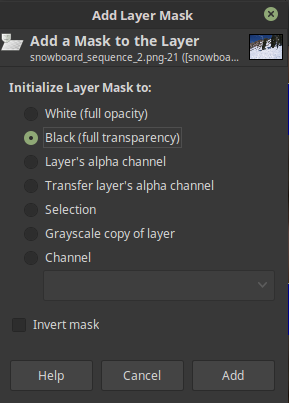 Add Layer Mask
Add a Mask to the Layer
snowboard_sequence_2.png-21 ([snowboa...
Initialize Layer Mask to:
White (full opacity)
Black (full transparency)
Layer's alpha channel
Transfer layer's alpha channel
Selection
Grayscale copy of layer
Channel
Invert mask
Help
Cancel
Add